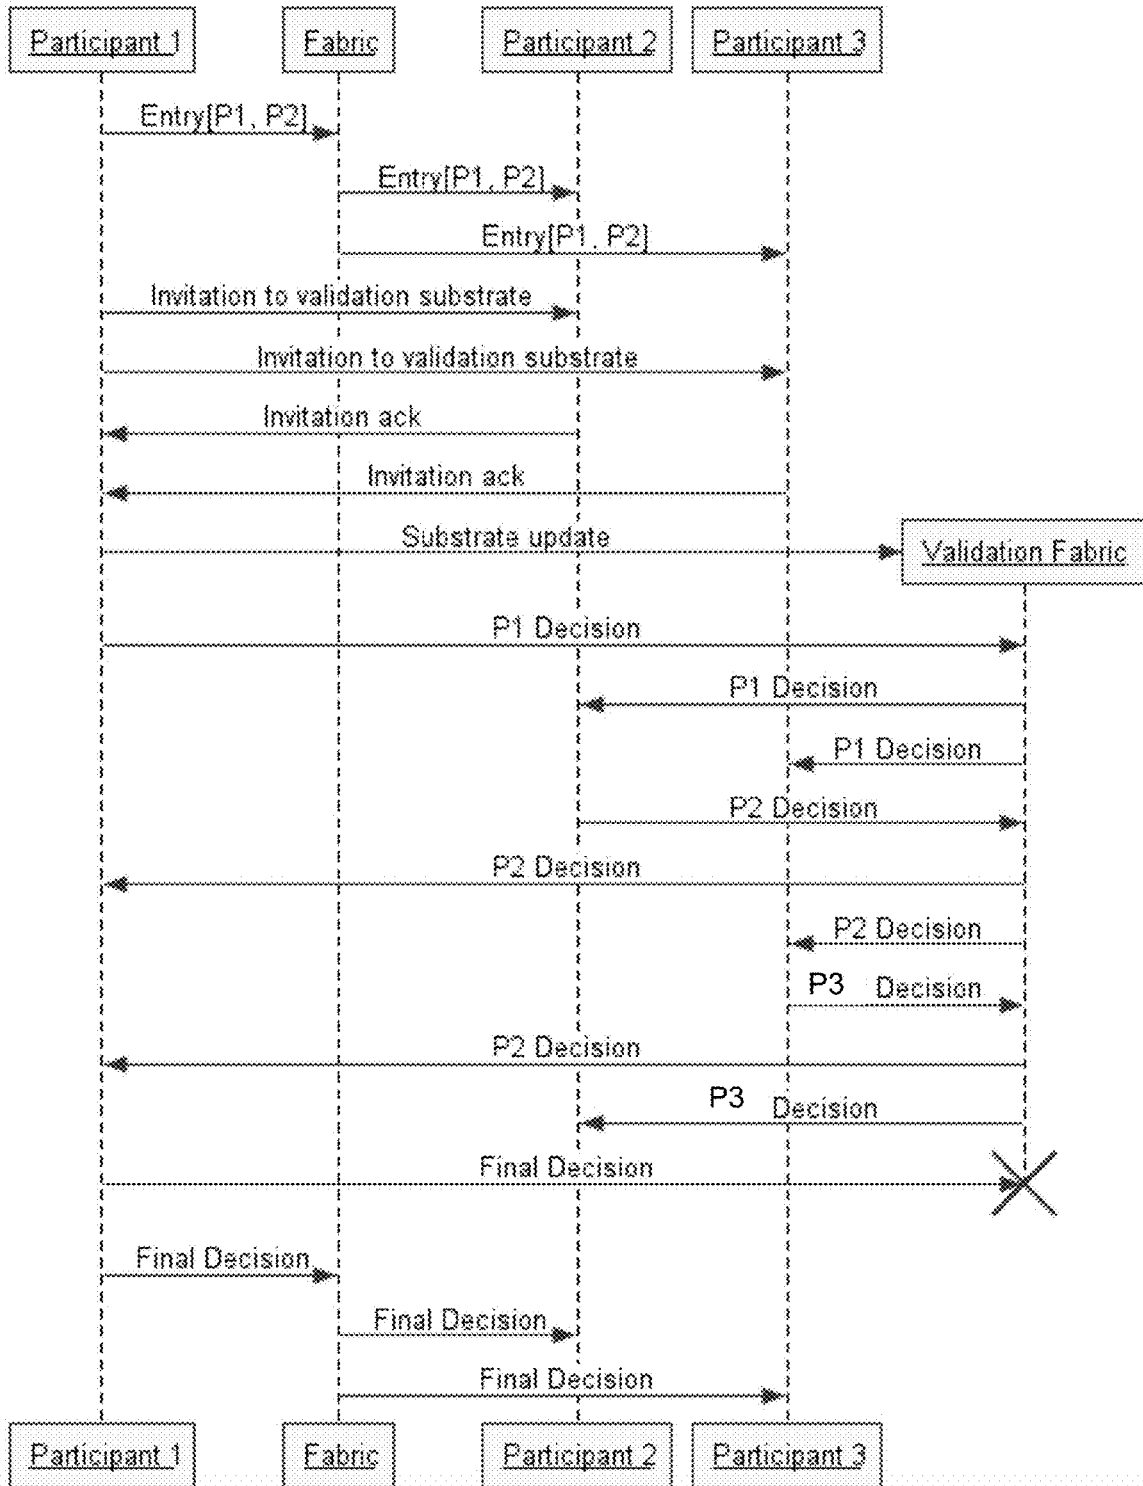 Participant 1 Fabric Participant 2 Participant 3
Entry[P1, P2]
Entry[P1, P2]
Entry[P1, P2]
Invitation to validation substrate
Invitation to validation substrate
Invitation ack
Invitation ack
Substrate update
Validation Fabric
P1 Decision
P1 Decision
P1 Decision
P2 Decision
P2 Decision
P2 Decision
P3 Decision
P2 Decision
P3 Decision
Final Decision
Final Decision
Final Decision
Final Decision
Participant 1 Fabric Participant 2 Participant 3